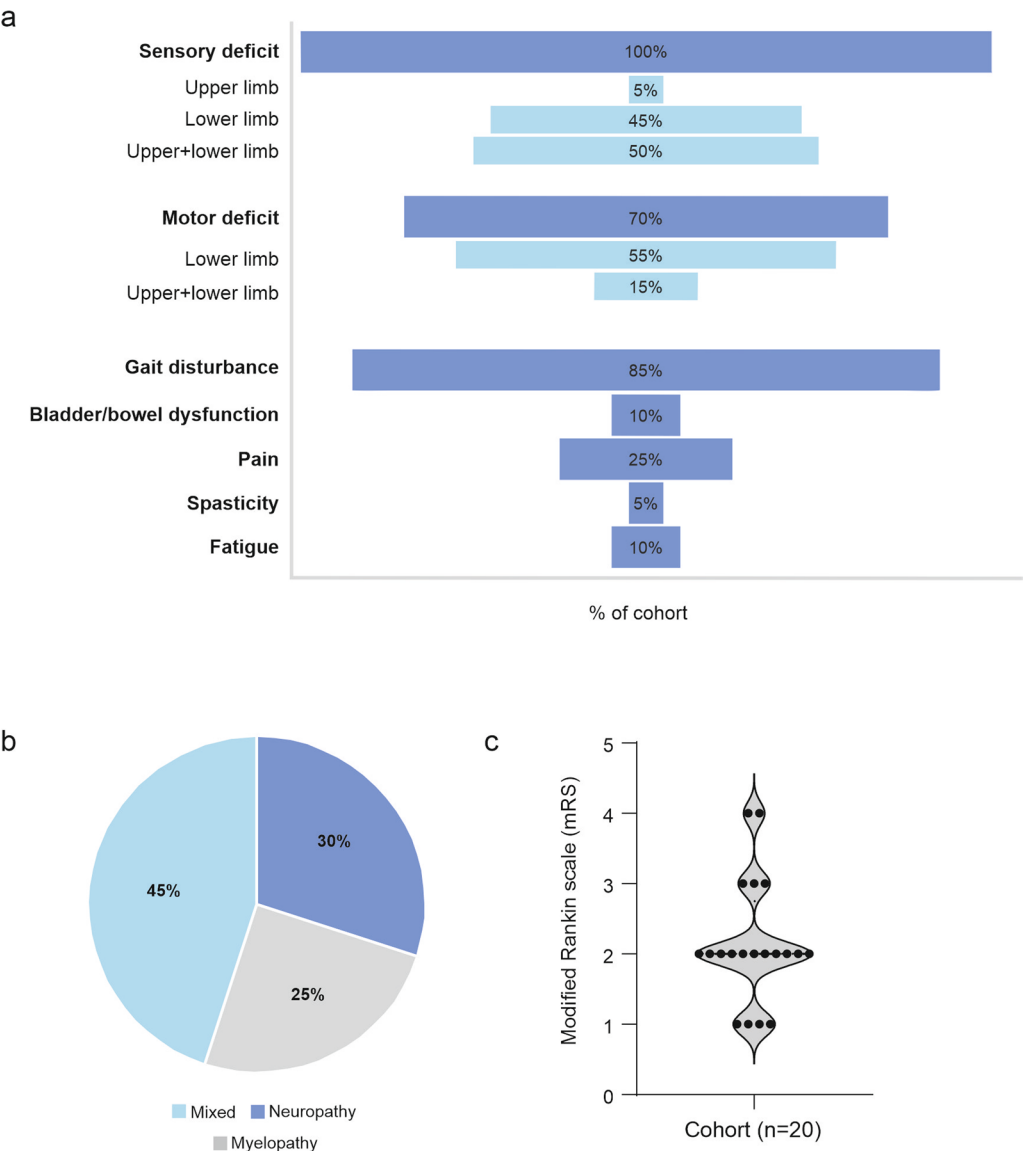 a
Sensory deficit 100%
Upper limb 5%
Lower limb 45%
Upper+lower limb 50%
Motor deficit 70%
Lower limb 55%
Upper+lower limb 15%
Gait disturbance 85%
Bladder/bowel dysfunction 10%
Pain 25%
Spasticity 5%
Fatigue 10%
% of cohort
b
30%
45%
25%
Mixed Neuropathy
Myelopathy
c
Modified Rankin scale (mRS)
5
4
3
2
1
0
Cohort (n=20)